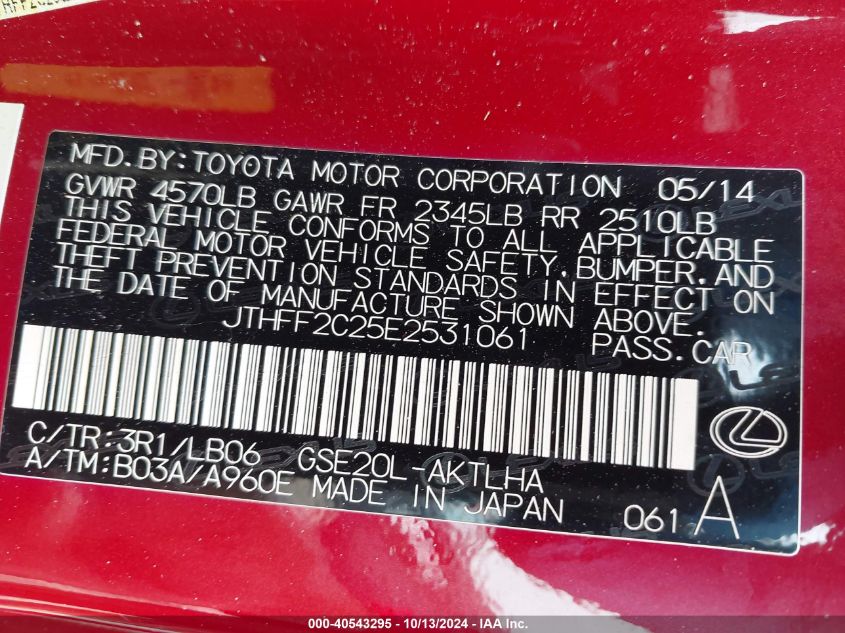 MFD.BY:TOYOTA MOTOR CORPORATION 05/14
GVWR 4570LB GAWR FR 2345LB RR 2510LB
THIS VEHICLE CONFORMS TO ALL APPLICABLE
FEDERAL MOTOR VEHICLE SAFETY,BUMPER,AND
THEFT PREVENTION STANDARDS IN EFFECT ON
THE DATE OF MANUFACTURE SHOWN ABOVE.
JTHFF2C25E2531061 PASS.CAR
C/TR:3R1/LB06 GSE20L-AKTLHA
A/TM:B03A/A960E MADE IN JAPAN 061 A
000-40543295 - 10/13/2024 - IAA Inc.